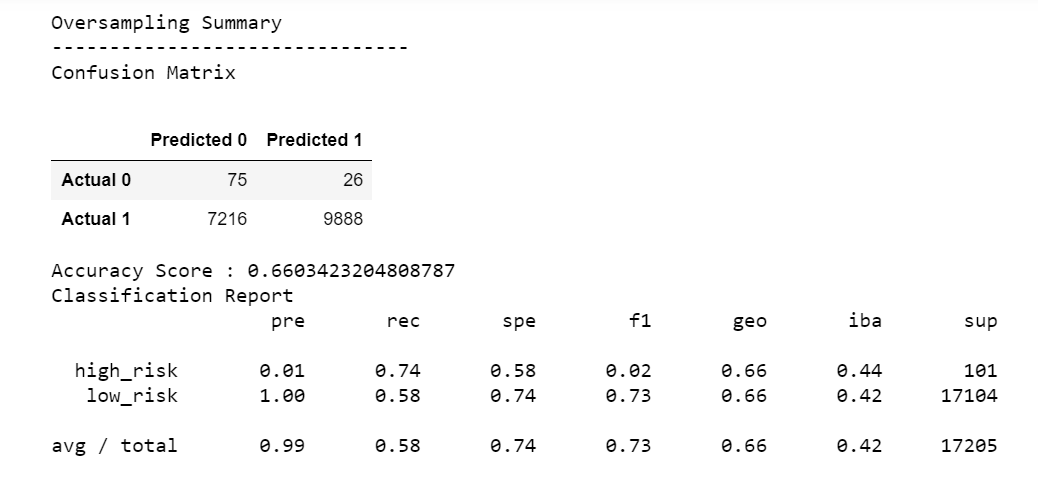 Oversampling Summary
-------------------------------
Confusion Matrix
Predicted 0 Predicted 1
Actual 0 75 26
Actual 1 7216 9888
Accuracy Score : 0.6603423204808787
Classification Report
pre rec spe f1 geo iba sup
high_risk 0.01 0.74 0.58 0.02 0.66 0.44 101
low_risk 1.00 0.58 0.74 0.73 0.66 0.42 17104
avg / total 0.99 0.58 0.74 0.73 0.66 0.42 17205